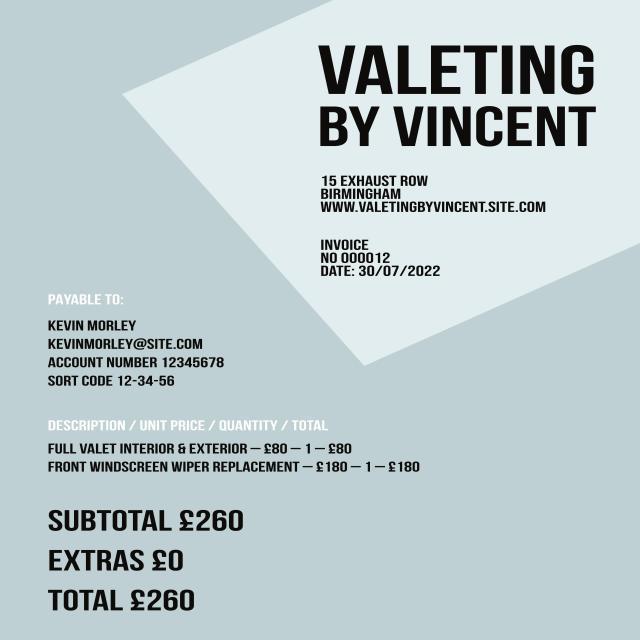 VALETING
BY VINCENT
15 EXHAUST ROW
BIRMINGHAM
WWW.VALETINGBYVINCENT.SITE.COM
INVOICE
NO 000012
DATE: 30/07/2022
PAYABLE TO:
KEVIN MORLEY
KEVINMORLEY@SITE.COM
ACCOUNT NUMBER 12345678
SORT CODE 12-34-56
DESCRIPTION / UNIT PRICE / QUANTITY / TOTAL
FULL VALET INTERIOR & EXTERIOR — £80 — 1 — £80
FRONT WINDSCREEN WIPER REPLACEMENT — £180 — 1 — £180
SUBTOTAL £260
EXTRAS £0
TOTAL £260